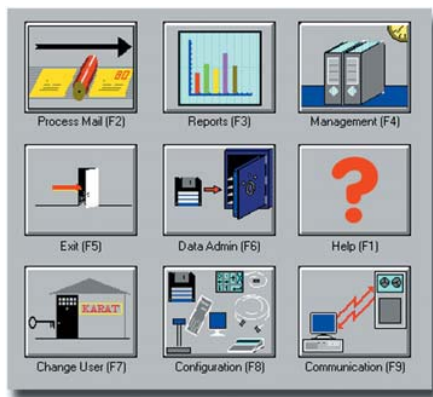 80
Process Mail (F2)
Reports (F3)
Management (F4)
Exit (F5)
Data Admin (F6)
Help (F1)
KARAT
Change User (F7)
Configuration (F8)
Communication (F9)